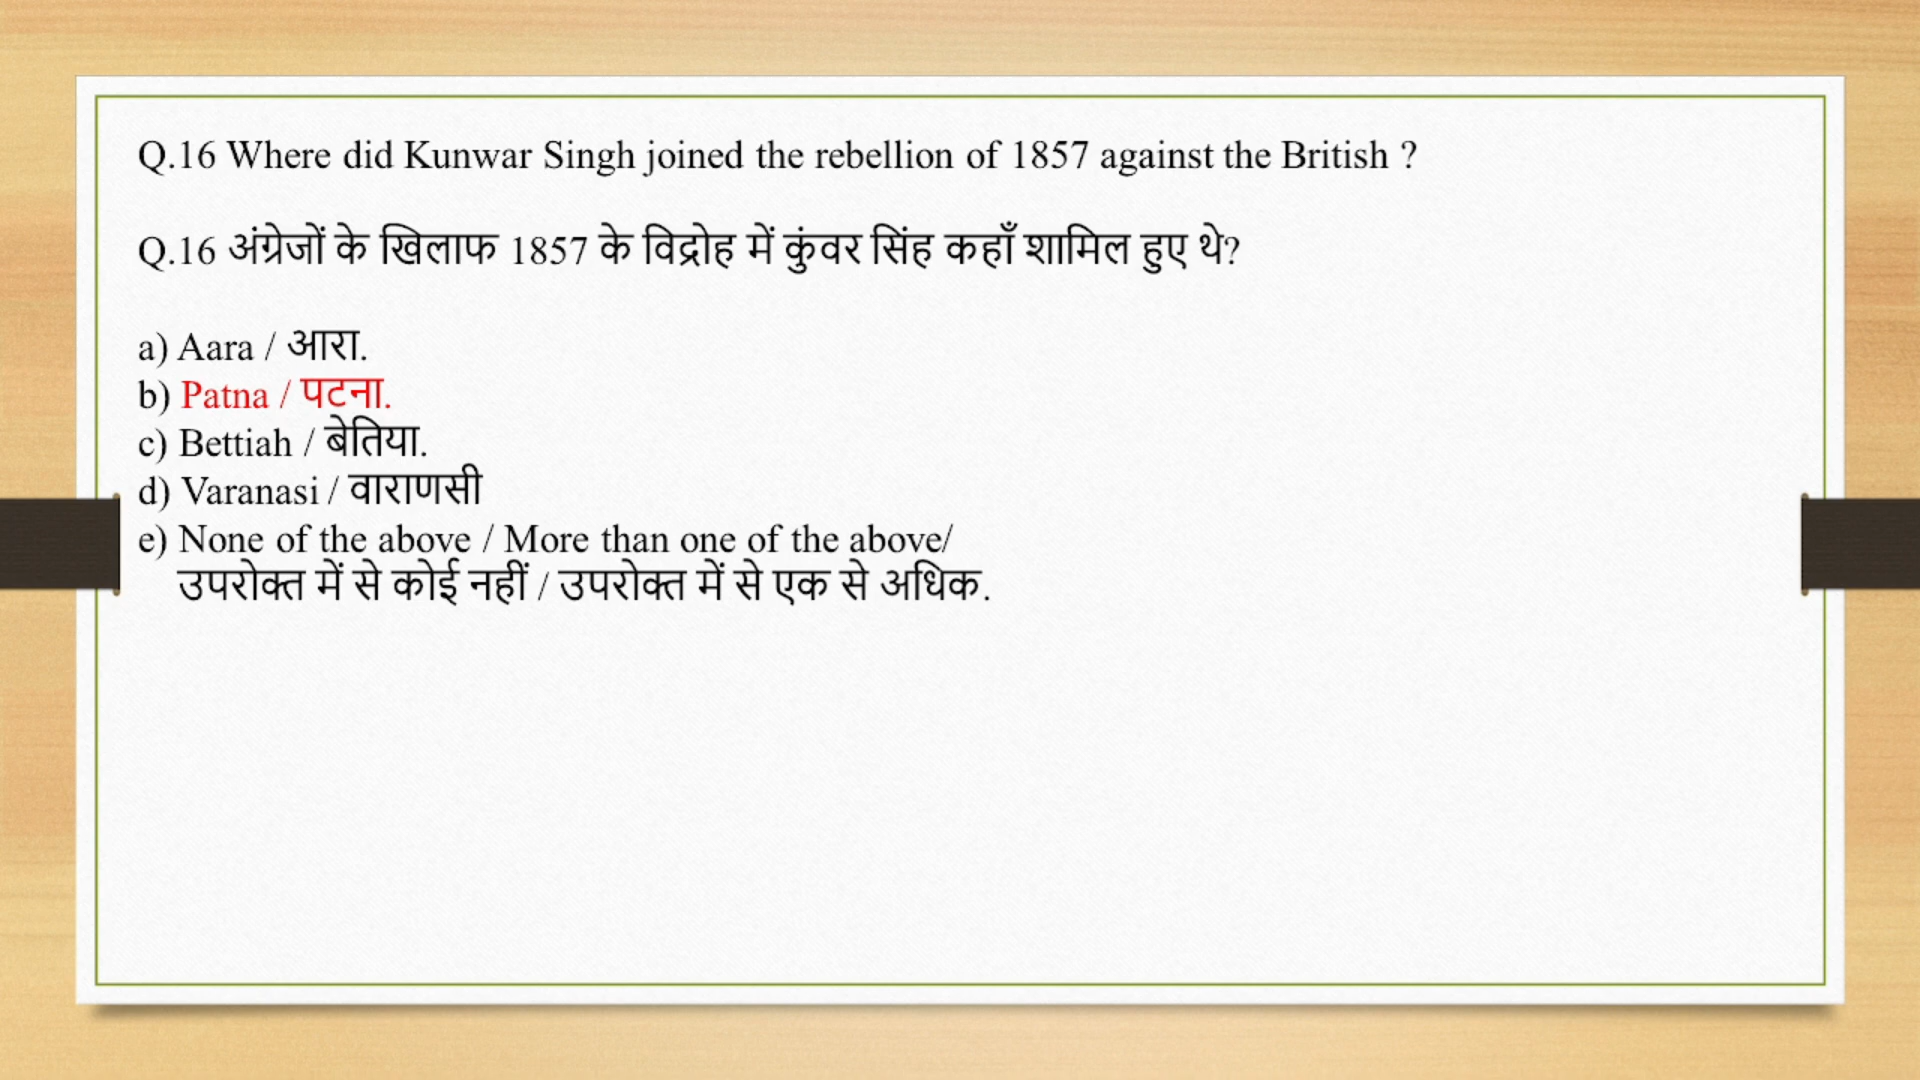 Q.16 Where did Kunwar Singh joined the rebellion of 1857 against the British ?
Q.16 अंग्रेजों के खिलाफ 1857 के विद्रोह में कुंवर सिंह कहाँ शामिल हुए थे?
a) Aara / आरा.
b) Patna / पटना.
c) Bettiah / बेतिया.
d) Varanasi / वाराणसी
e) None of the above / More than one of the above/
उपरोक्त में से कोई नहीं / उपरोक्त में से एक से अधिक.